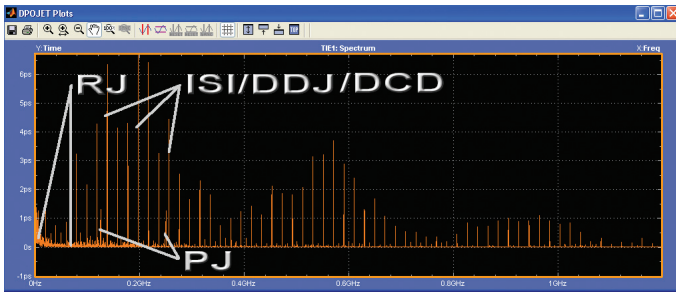 DPOJET Plots
Y:Time TIE1: Spectrum X:Freq
6ps
RJ ISI/DDJ/DCD
5ps
4ps
3ps
2ps
1ps
0s
PJ
-1ps
0Hz 0.2GHz 0.4GHz 0.6GHz 0.8GHz 1GHz